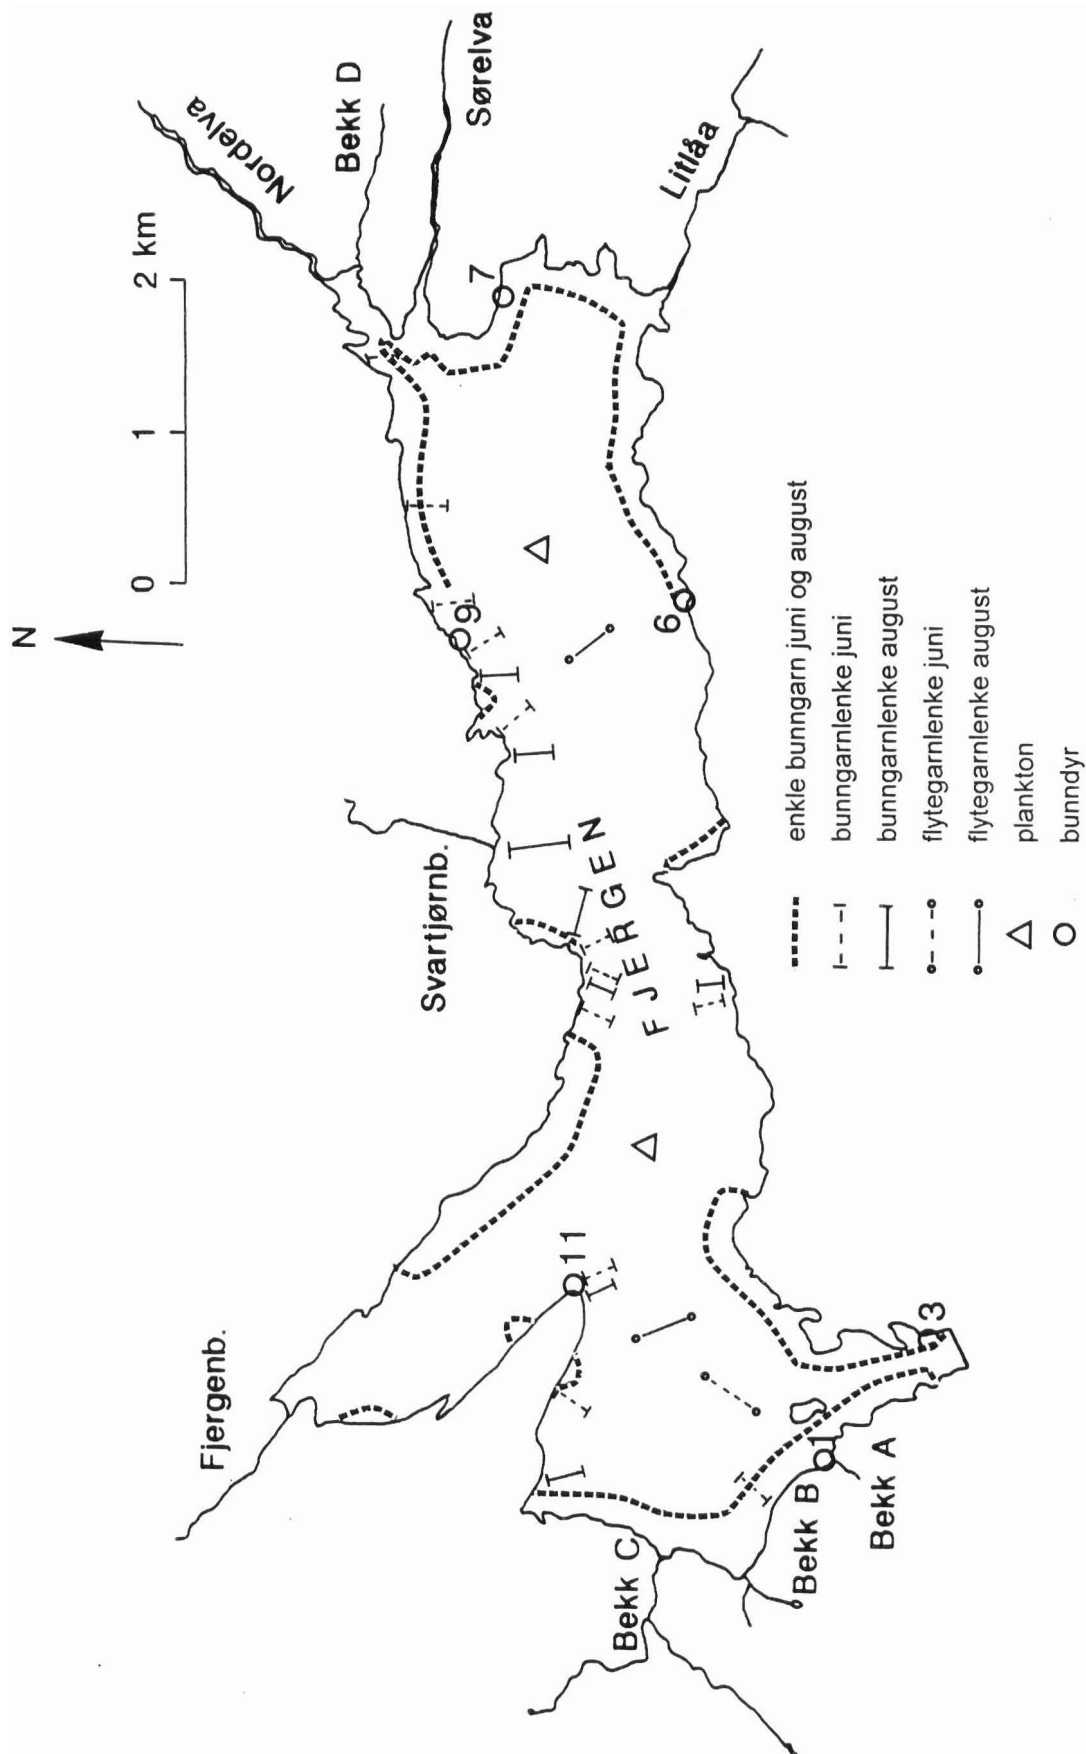 N
0 1 2 km
Nordelva
Bekk D
Sørelva
Litlåa
7
9
6
Svartjørnb.
FJERGEN
Fjergenb.
11
3
1
Bekk C
Bekk B
Bekk A
enkle bunngarn juni og august
bunngarnlenke juni
bunngarnlenke august
flytegarnlenke juni
flytegarnlenke august
plankton
bunndyr